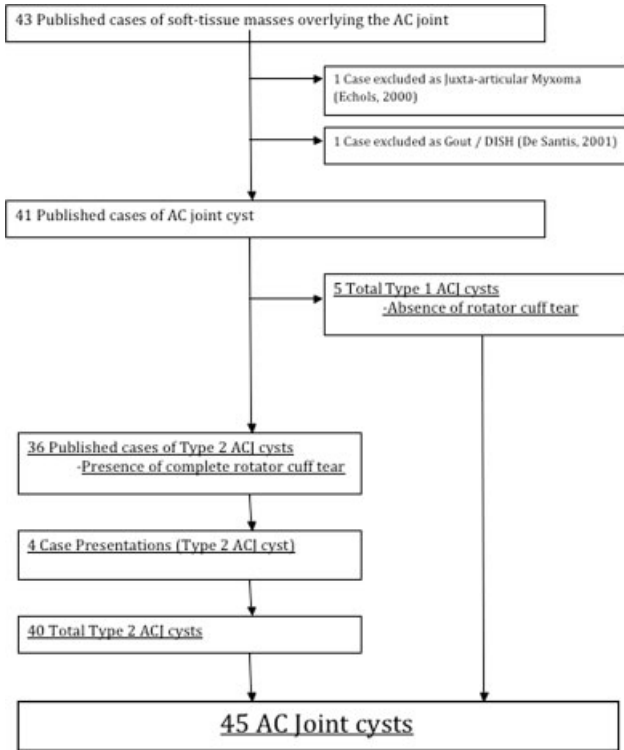 43 Published cases of soft-tissue masses overlying the AC joint
1 Case excluded as Juxta-articular Myxoma
(Echols, 2000)
1 Case excluded as Gout / DISH (De Santis, 2001)
41 Published cases of AC joint cyst
5 Total Type 1 ACJ cysts
-Absence of rotator cuff tear
36 Published cases of Type 2 ACJ cysts
-Presence of complete rotator cuff tear
4 Case Presentations (Type 2 ACJ cyst)
40 Total Type 2 ACJ cysts
45 AC Joint cysts